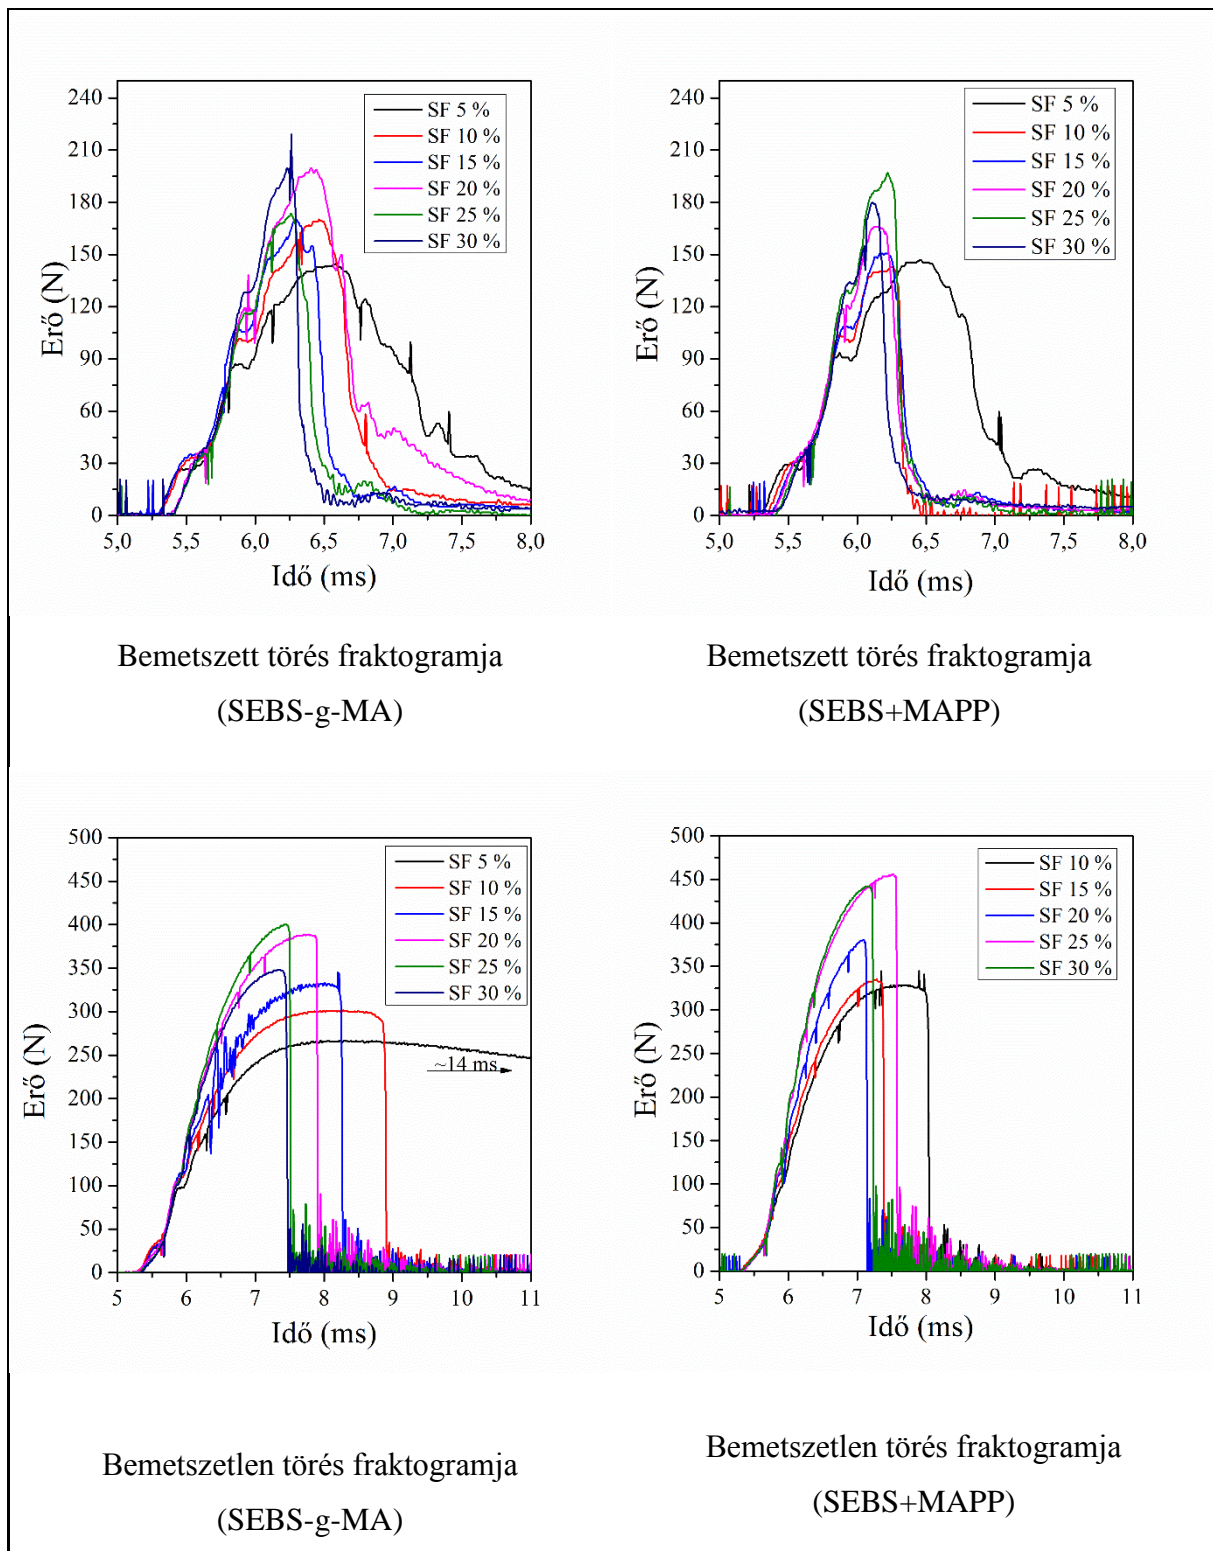 240
210
180
150
120
90
60
30
0
Erő (N)
SF 5 %
SF 10 %
SF 15 %
SF 20 %
SF 25 %
SF 30 %
5,0 5,5 6,0 6,5 7,0 7,5 8,0
Idő (ms)
Bemetszett törés fraktogramja
(SEBS-g-MA)
240
210
180
150
120
90
60
30
0
Erő (N)
SF 5 %
SF 10 %
SF 15 %
SF 20 %
SF 25 %
SF 30 %
5,0 5,5 6,0 6,5 7,0 7,5 8,0
Idő (ms)
Bemetszett törés fraktogramja
(SEBS+MAPP)
500
450
400
350
300
250
200
150
100
50
0
Erő (N)
SF 5 %
SF 10 %
SF 15 %
SF 20 %
SF 25 %
SF 30 %
~14 ms
5 6 7 8 9 10 11
Idő (ms)
Bemetszetlen törés fraktogramja
(SEBS-g-MA)
500
450
400
350
300
250
200
150
100
50
0
Erő (N)
SF 10 %
SF 15 %
SF 20 %
SF 25 %
SF 30 %
5 6 7 8 9 10 11
Idő (ms)
Bemetszetlen törés fraktogramja
(SEBS+MAPP)